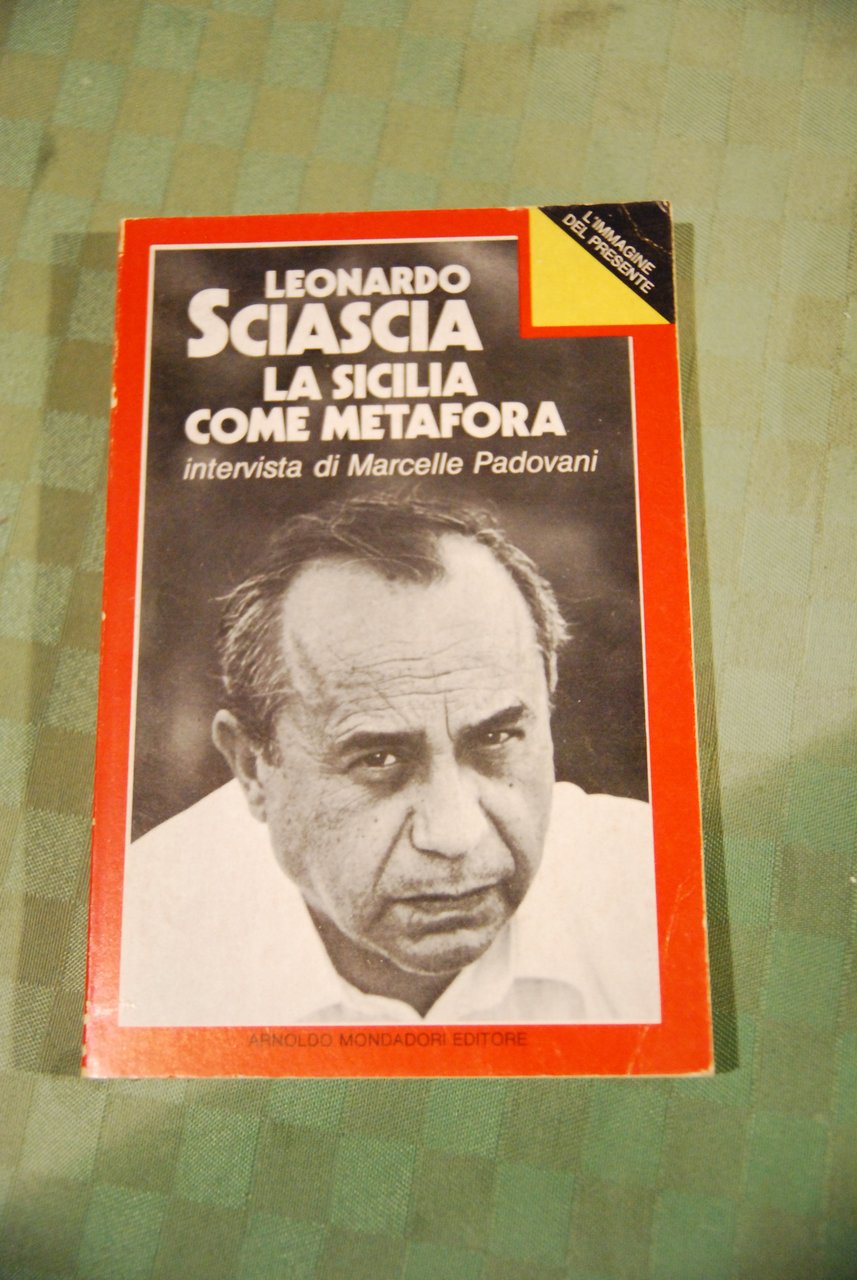 L'IMMAGINE
DEL PRESENTE
LEONARDO
SCIASCIA
LA SICILIA
COME METAFORA
intervista di Marcelle Padovani
ARNOLDO MONDADORI EDITORE